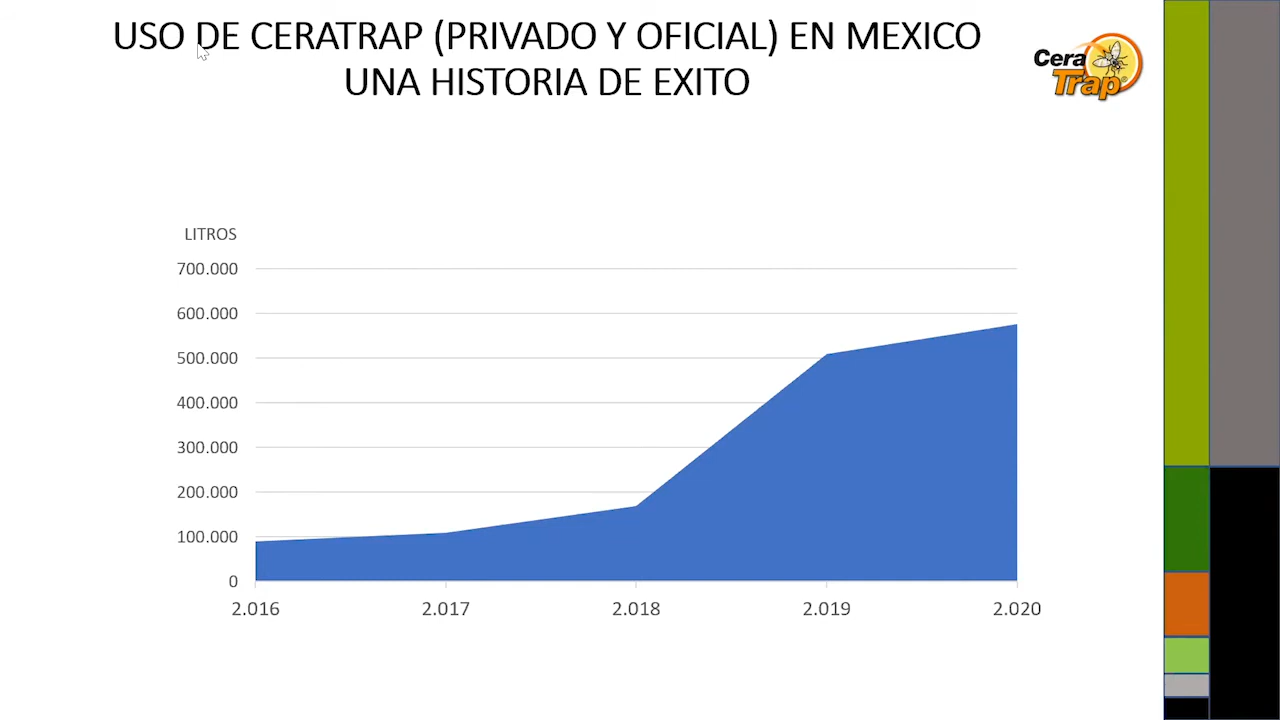 USO DE CERATRAP (PRIVADO Y OFICIAL) EN MEXICO
UNA HISTORIA DE EXITO
Cera
Trap®
LITROS
700.000
600.000
500.000
400.000
300.000
200.000
100.000
0
2.016 2.017 2.018 2.019 2.020